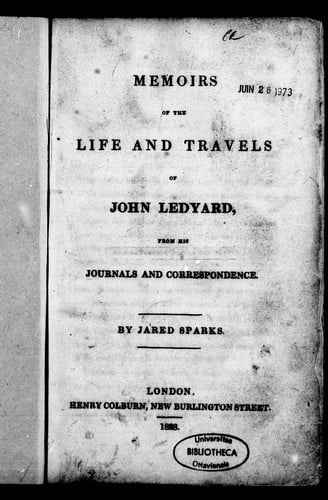 JUIN 26 1973
MEMOIRS
OF THE
LIFE AND TRAVELS
OF
JOHN LEDYARD,
FROM HIS
JOURNALS AND CORRESPONDENCE.
BY JARED SPARKS.
LONDON,
HENRY COLBURN, NEW BURLINGTON STREET.
1828.
Universitas
BIBLIOTHECA
Ottaviensis